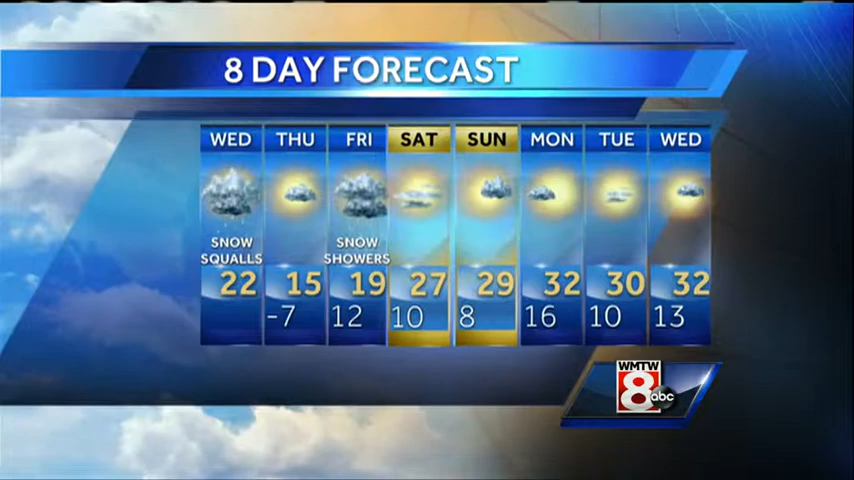 8 DAY FORECAST
WED THU FRI SAT SUN MON TUE WED
SNOW SQUALLS SNOW SHOWERS
22 15 19 27 29 32 30 32
-7 12 10 8 16 10 13
WMTW
8 abc